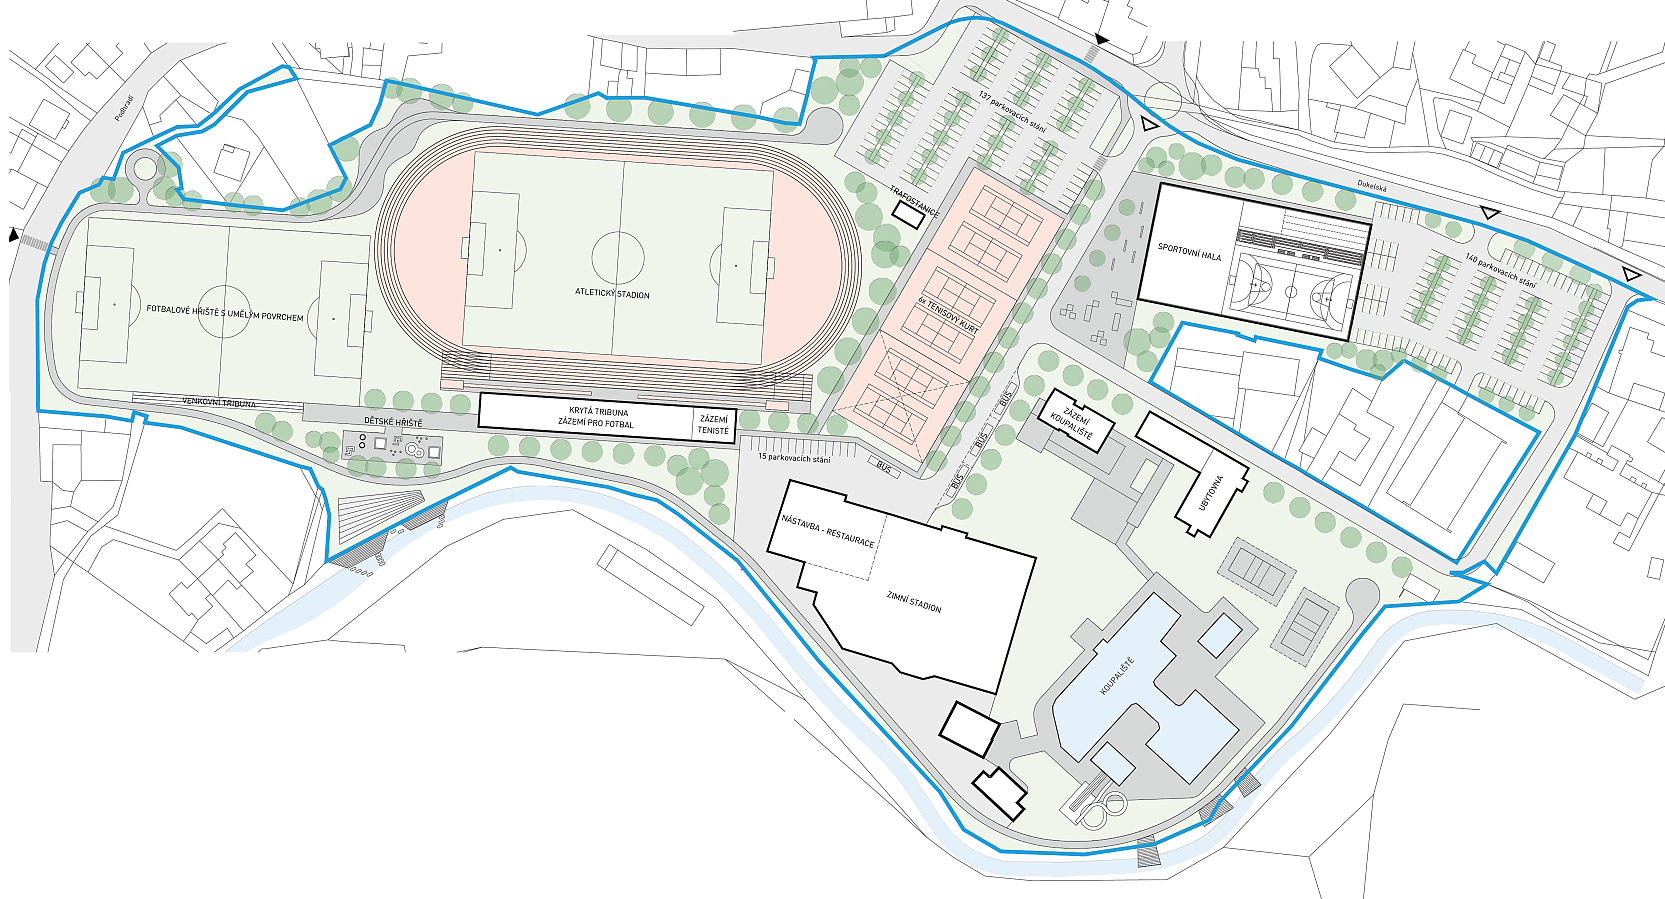 Podhradí
137 parkovacích stání
Dukelská
TRAFOSTANICE
SPORTOVNÍ HALA
140 parkovacích stání
ATLETICKÝ STADION
FOTBALOVÉ HŘIŠTĚ S UMĚLÝM POVRCHEM
6x TENISOVÝ KURT
VENKOVNÍ TRIBUNA
DĚTSKÉ HŘIŠTĚ
KRYTÁ TRIBUNA
ZÁZEMÍ PRO FOTBAL
ZÁZEMÍ
TENISTÉ
BUS
BUS
BUS
BUS
15 parkovacích stání
ZÁZEMÍ
KOUPALIŠTĚ
UBYTOVNA
NÁSTAVBA - RESTAURACE
ZIMNÍ STADION
KOUPALIŠTĚ